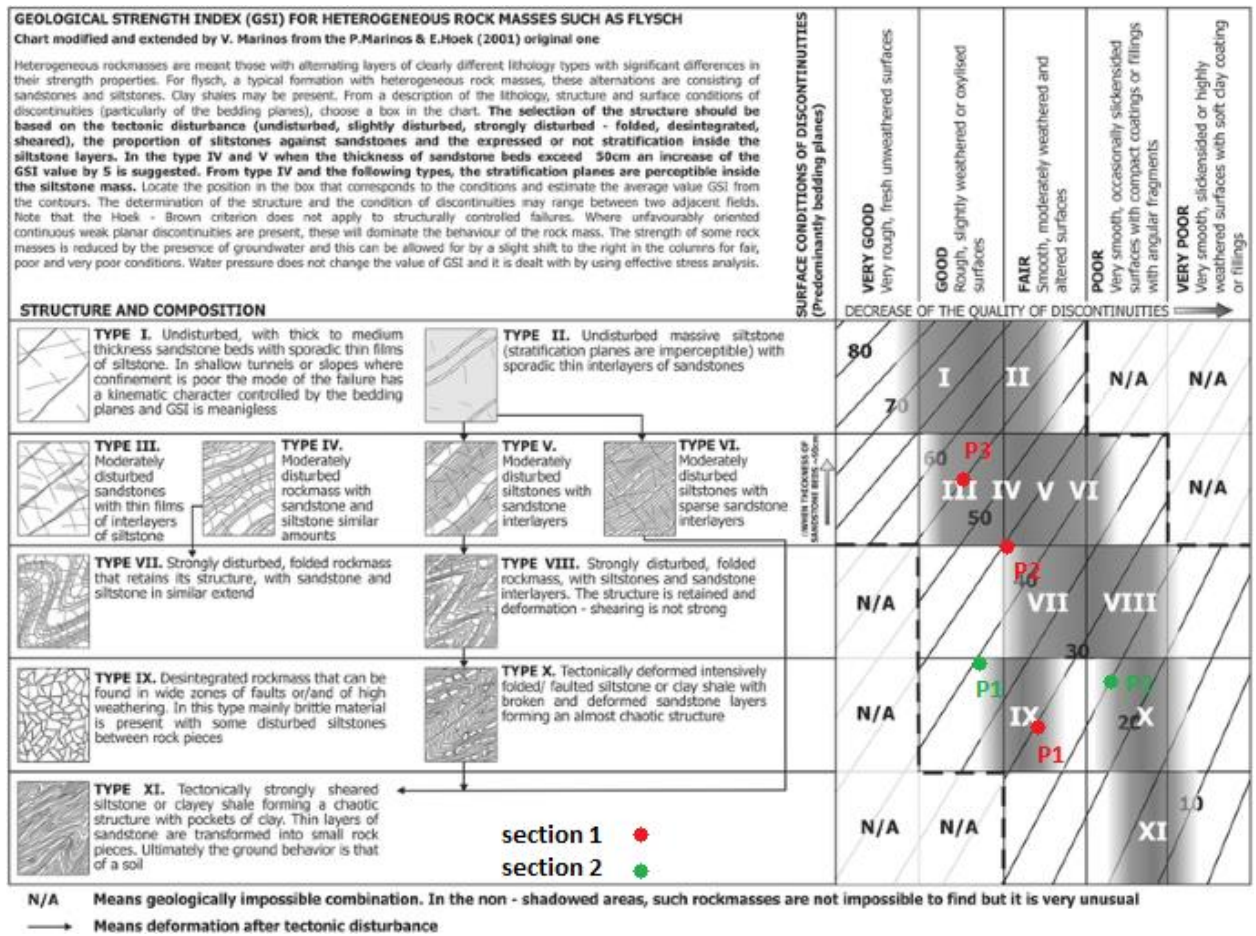 GEOLOGICAL STRENGTH INDEX (GSI) FOR HETEROGENEOUS ROCK MASSES SUCH AS FLYSCH
Chart modified and extended by V. Marinos from the P.Marinos & E.Hoek (2001) original one
Heterogeneous rockmasses are meant those with alternating layers of clearly different lithology types with significant differences in
their strength properties. For flysch, a typical formation with heterogeneous rock masses, these alternations are consisting of
sandstones and siltstones. Clay shales may be present. From a description of the lithology, structure and surface conditions of
discontinuities (particularly of the bedding planes), choose a box in the chart. The selection of the structure should be
based on the tectonic disturbance (undisturbed, slightly disturbed, strongly disturbed - folded, desintegrated,
sheared), the proportion of slitstones against sandstones and the expressed or not stratification inside the
siltstone layers. In the type IV and V when the thickness of sandstone beds exceed 50cm an increase of the
GSI value by 5 is suggested. From type IV and the following types, the stratification planes are perceptible inside
the siltstone mass. Locate the position in the box that corresponds to the conditions and estimate the average value GSI from
the contours. The determination of the structure and the condition of discontinuities may range between two adjacent fields.
Note that the Hoek - Brown criterion does not apply to structurally controlled failures. Where unfavourably oriented
continuous weak planar discontinuities are present, these will dominate the behaviour of the rock mass. The strength of some rock
masses is reduced by the presence of groundwater and this can be allowed for by a slight shift to the right in the columns for fair,
poor and very poor conditions. Water pressure does not change the value of GSI and it is dealt with by using effective stress analysis.
STRUCTURE AND COMPOSITION
SURFACE CONDITIONS OF DISCONTINUITIES
(Predominantly bedding planes)
VERY GOOD
Very rough, fresh unweathered surfaces
GOOD
Rough, slightly weathered or oxylised
surfaces
FAIR
Smooth, moderately weathered and
altered surfaces
POOR
Very smooth, occasionally slickensided
surfaces with compact coatings or fillings
with angular fragments
VERY POOR
Very smooth, slickensided or highly
weathered surfaces with soft clay coating
or fillings
DECREASE OF THE QUALITY OF DISCONTINUITIES
TYPE I. Undisturbed, with thick to medium
thickness sandstone beds with sporadic thin films
of siltstone. In shallow tunnels or slopes where
confinement is poor the mode of the failure has
a kinematic character controlled by the bedding
planes and GSI is meanigless
TYPE II. Undisturbed massive siltstone
(stratification planes are imperceptible) with
sporadic thin interlayers of sandstones
80
I
II
N/A
N/A
70
TYPE III.
Moderately
disturbed
sandstones
with thin films
of interlayers
of siltstone
TYPE IV.
Moderately
disturbed
rockmass with
sandstone and
siltstone similar
amounts
TYPE V.
Moderately
disturbed
siltstones with
sandstone
interlayers
TYPE VI.
Moderately
disturbed
siltstones with
sparse sandstone
interlayers
(WHEN THICKNESS OF
SANDSTONE BEDS >50cm
60
P3
III
IV
V
VI
N/A
50
TYPE VII. Strongly disturbed, folded rockmass
that retains its structure, with sandstone and
siltstone in similar extend
TYPE VIII. Strongly disturbed, folded
rockmass, with siltstones and sandstone
interlayers. The structure is retained and
deformation - shearing is not strong
P2
40
N/A
VII
VIII
30
TYPE IX. Desintegrated rockmass that can be
found in wide zones of faults or/and of high
weathering. In this type mainly brittle material
is present with some disturbed siltstones
between rock pieces
TYPE X. Tectonically deformed intensively
folded/ faulted siltstone or clay shale with
broken and deformed sandstone layers
forming an almost chaotic structure
P1
P2
N/A
IX
20
X
P1
TYPE XI. Tectonically strongly sheared
siltstone or clayey shale forming a chaotic
structure with pockets of clay. Thin layers of
sandstone are transformed into small rock
pieces. Ultimately the ground behavior is that
of a soil
section 1
section 2
10
N/A
N/A
XI
N/A Means geologically impossible combination. In the non - shadowed areas, such rockmasses are not impossible to find but it is very unusual
Means deformation after tectonic disturbance